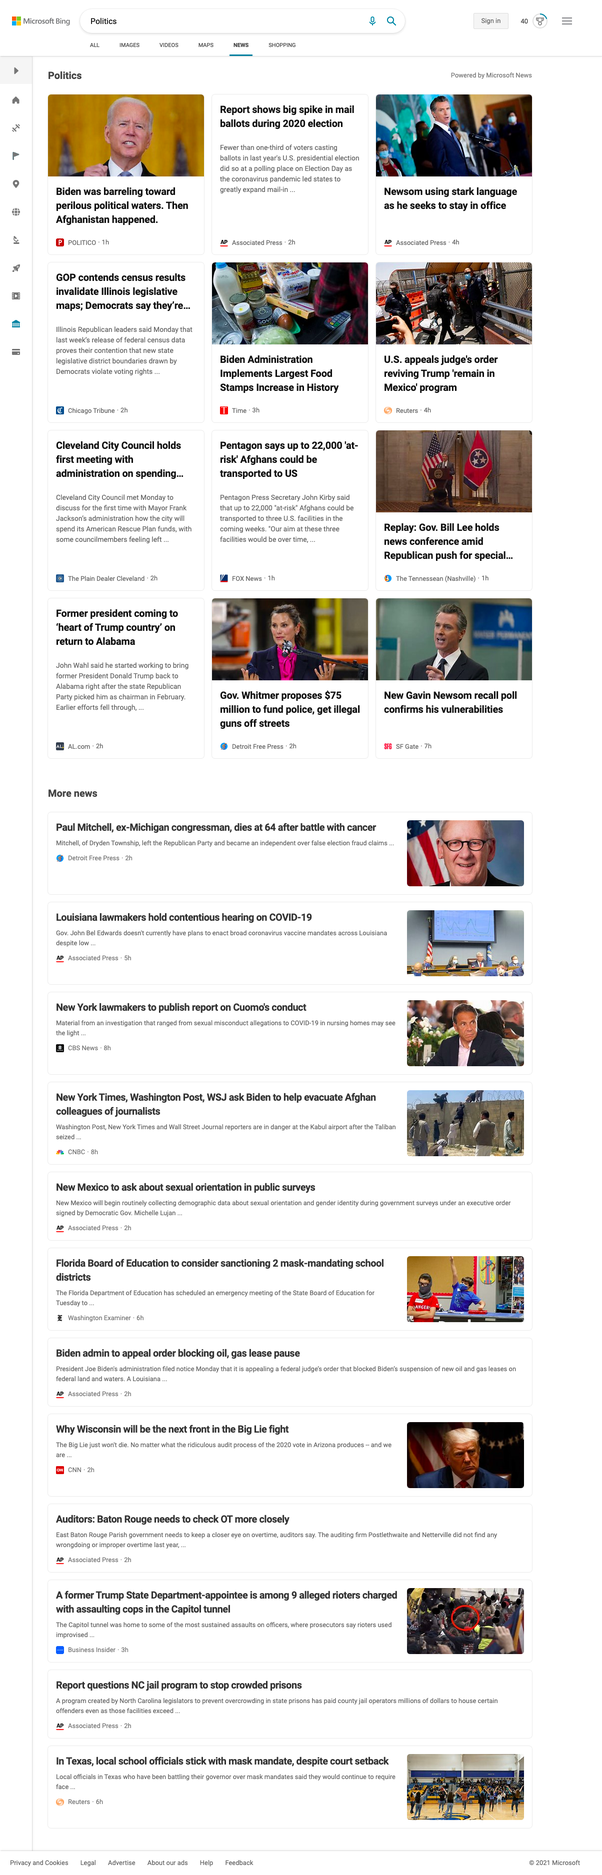 Microsoft Bing
Politics
Sign in
40
ALL
IMAGES
VIDEOS
MAPS
NEWS
SHOPPING
Politics
Powered by Microsoft News
Biden was barreling toward
perilous political waters. Then
Afghanistan happened.
POLITICO · 1h
Report shows big spike in mail
ballots during 2020 election
Fewer than one-third of voters casting
ballots in last year's U.S. presidential election
did so at a polling place on Election Day as
the coronavirus pandemic led states to
greatly expand mail-in ...
AP Associated Press · 2h
Newsom using stark language
as he seeks to stay in office
AP Associated Press · 4h
GOP contends census results
invalidate Illinois legislative
maps; Democrats say they're...
Illinois Republican leaders said Monday that
last week's release of federal census data
proves their contention that new state
legislative district boundaries drawn by
Democrats violate voting rights ...
Chicago Tribune · 2h
Biden Administration
Implements Largest Food
Stamps Increase in History
Time · 3h
U.S. appeals judge's order
reviving Trump 'remain in
Mexico' program
Reuters · 4h
Cleveland City Council holds
first meeting with
administration on spending...
Cleveland City Council met Monday to
discuss for the first time with Mayor Frank
Jackson's administration how the city will
spend its American Rescue Plan funds, with
some councilmembers feeling left ...
The Plain Dealer Cleveland · 2h
Pentagon says up to 22,000 'at-
risk' Afghans could be
transported to US
Pentagon Press Secretary John Kirby said
that up to 22,000 "at-risk" Afghans could be
transported to three U.S. facilities in the
coming weeks. "Our aim at these three
facilities would be over time, ...
FOX News · 1h
Replay: Gov. Bill Lee holds
news conference amid
Republican push for special...
The Tennessean (Nashville) · 1h
Former president coming to
'heart of Trump country' on
return to Alabama
John Wahl said he started working to bring
former President Donald Trump back to
Alabama right after the state Republican
Party picked him as chairman in February.
Earlier efforts fell through, ...
AL.com · 2h
Gov. Whitmer proposes $75
million to fund police, get illegal
guns off streets
Detroit Free Press · 2h
New Gavin Newsom recall poll
confirms his vulnerabilities
SF Gate · 7h
More news
Paul Mitchell, ex-Michigan congressman, dies at 64 after battle with cancer
Mitchell, of Dryden Township, left the Republican Party and became an independent over false election fraud claims ...
Detroit Free Press · 2h
Louisiana lawmakers hold contentious hearing on COVID-19
Gov. John Bel Edwards doesn't currently have plans to enact broad coronavirus vaccine mandates across Louisiana
despite low ...
AP Associated Press · 5h
New York lawmakers to publish report on Cuomo's conduct
Material from an investigation that ranged from sexual misconduct allegations to COVID-19 in nursing homes may see
the light ...
CBS News · 8h
New York Times, Washington Post, WSJ ask Biden to help evacuate Afghan
colleagues of journalists
Washington Post, New York Times and Wall Street Journal reporters are in danger at the Kabul airport after the Taliban
seized ...
CNBC · 8h
New Mexico to ask about sexual orientation in public surveys
New Mexico will begin routinely collecting demographic data about sexual orientation and gender identity during government surveys under an executive order
signed by Democratic Gov. Michelle Lujan ...
AP Associated Press · 2h
Florida Board of Education to consider sanctioning 2 mask-mandating school
districts
The Florida Department of Education has scheduled an emergency meeting of the State Board of Education for
Tuesday to ...
Washington Examiner · 6h
Biden admin to appeal order blocking oil, gas lease pause
President Joe Biden's administration filed notice Monday that it is appealing a federal judge's order that blocked Biden's suspension of new oil and gas leases on
federal land and waters. A Louisiana ...
AP Associated Press · 2h
Why Wisconsin will be the next front in the Big Lie fight
The Big Lie just won't die. No matter what the ridiculous audit process of the 2020 vote in Arizona produces -- and we
are ...
CNN · 2h
Auditors: Baton Rouge needs to check OT more closely
East Baton Rouge Parish government needs to keep a closer eye on overtime, auditors say. The auditing firm Postlethwaite and Netterville did not find any
wrongdoing or improper overtime last year, ...
AP Associated Press · 2h
A former Trump State Department-appointee is among 9 alleged rioters charged
with assaulting cops in the Capitol tunnel
The Capitol tunnel was home to some of the most sustained assaults on officers, where prosecutors say rioters used
improvised ...
Business Insider · 3h
Report questions NC jail program to stop crowded prisons
A program created by North Carolina legislators to prevent overcrowding in state prisons has paid county jail operators millions of dollars to house certain
offenders even as those facilities exceed ...
AP Associated Press · 2h
In Texas, local school officials stick with mask mandate, despite court setback
Local officials in Texas who have been battling their governor over mask mandates said they would continue to require
face ...
Reuters · 6h
Privacy and Cookies
Legal
Advertise
About our ads
Help
Feedback
© 2021 Microsoft